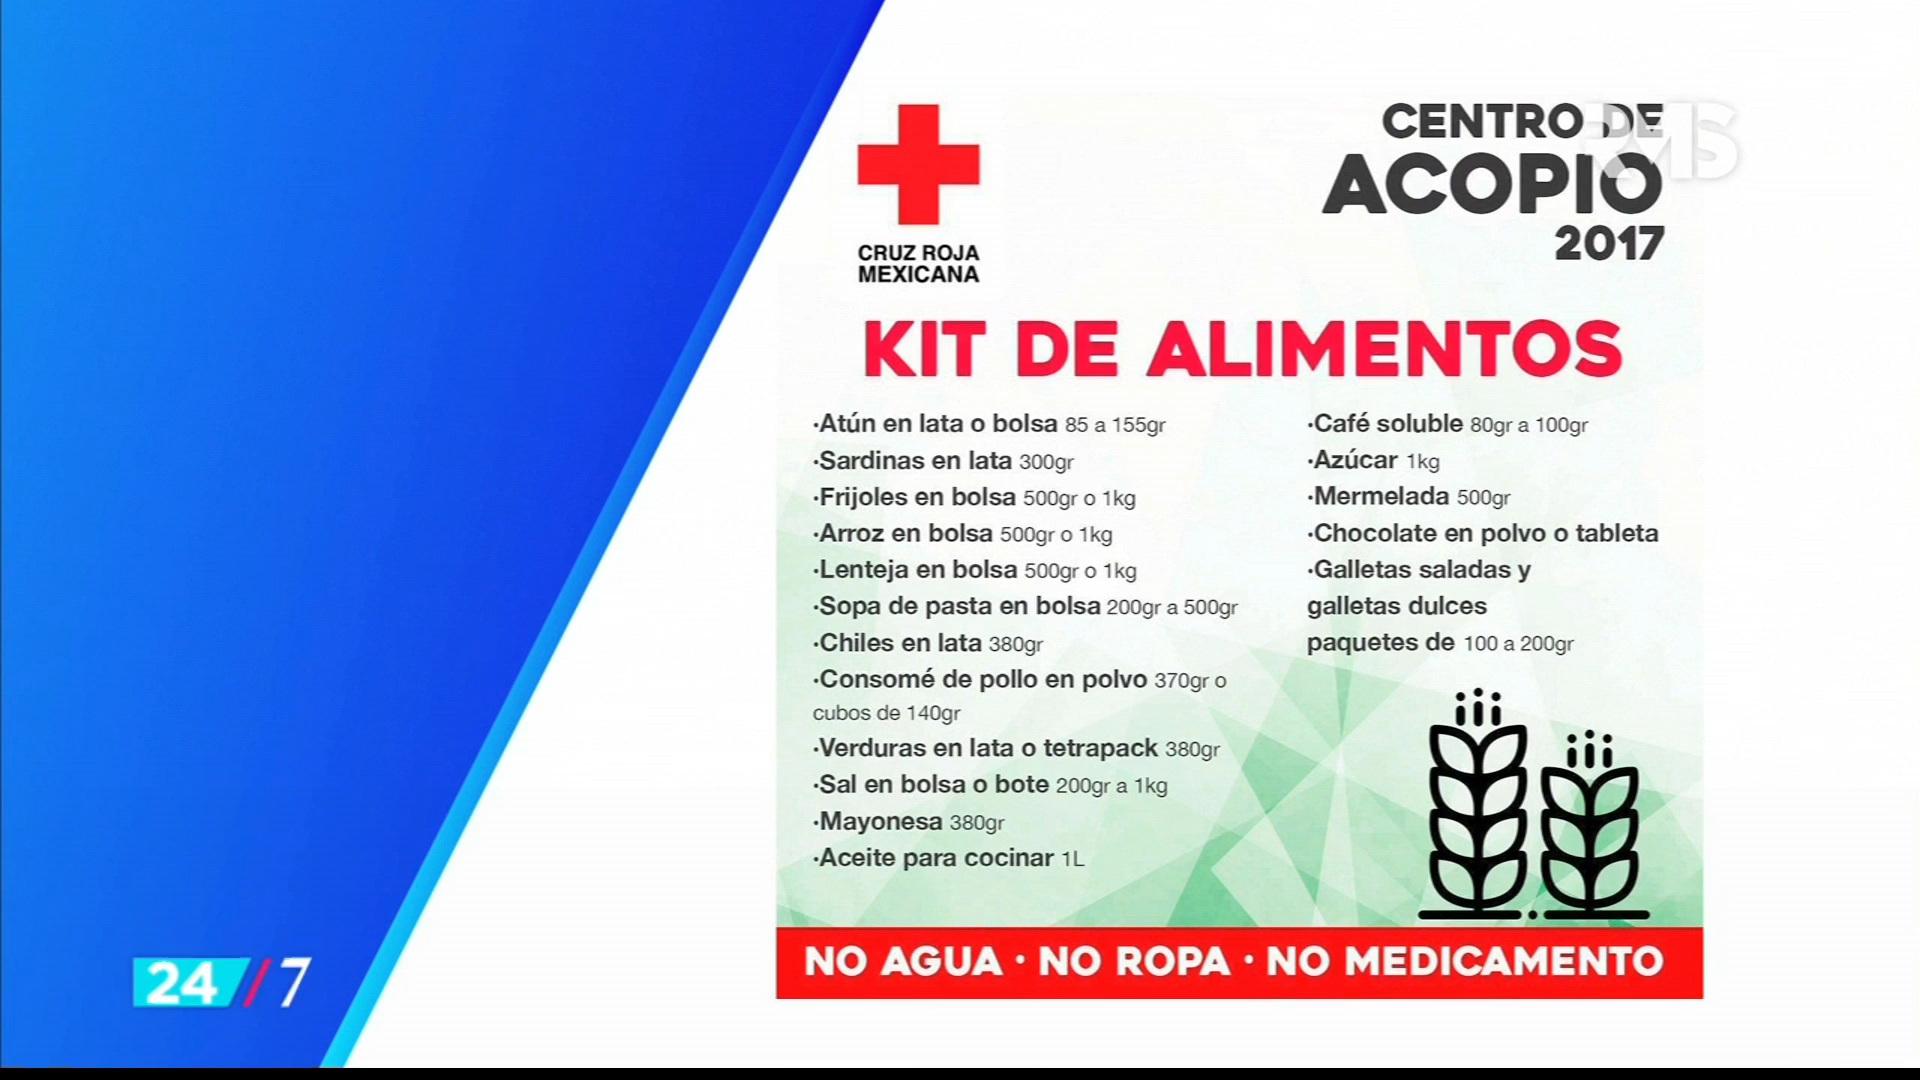 CRUZ ROJA
MEXICANA
CENTRO DE
ACOPIO
2017
RMS
KIT DE ALIMENTOS
·Atún en lata o bolsa 85 a 155gr
·Sardinas en lata 300gr
·Frijoles en bolsa 500gr o 1kg
·Arroz en bolsa 500gr o 1kg
·Lenteja en bolsa 500gr o 1kg
·Sopa de pasta en bolsa 200gr a 500gr
·Chiles en lata 380gr
·Consomé de pollo en polvo 370gr o
cubos de 140gr
·Verduras en lata o tetrapack 380gr
·Sal en bolsa o bote 200gr a 1kg
·Mayonesa 380gr
·Aceite para cocinar 1L
·Café soluble 80gr a 100gr
·Azúcar 1kg
·Mermelada 500gr
·Chocolate en polvo o tableta
·Galletas saladas y
galletas dulces
paquetes de 100 a 200gr
NO AGUA · NO ROPA · NO MEDICAMENTO
24/7